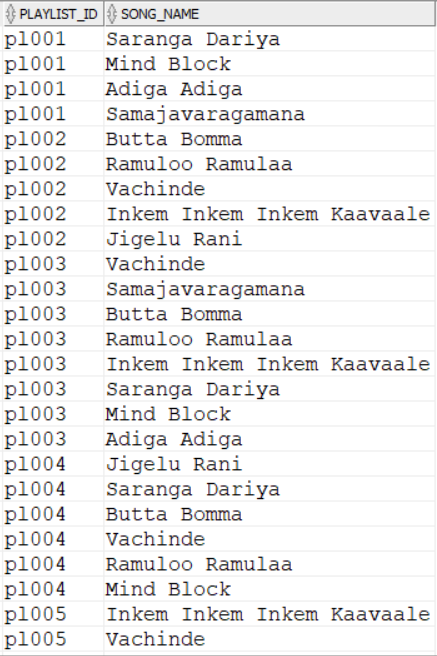 PLAYLIST_ID SONG_NAME
pl001 Saranga Dariya
pl001 Mind Block
pl001 Adiga Adiga
pl001 Samajavaragamana
pl002 Butta Bomma
pl002 Ramuloo Ramulaa
pl002 Vachinde
pl002 Inkem Inkem Inkem Kaavaale
pl002 Jigelu Rani
pl003 Vachinde
pl003 Samajavaragamana
pl003 Butta Bomma
pl003 Ramuloo Ramulaa
pl003 Inkem Inkem Inkem Kaavaale
pl003 Saranga Dariya
pl003 Mind Block
pl003 Adiga Adiga
pl004 Jigelu Rani
pl004 Saranga Dariya
pl004 Butta Bomma
pl004 Vachinde
pl004 Ramuloo Ramulaa
pl004 Mind Block
pl005 Inkem Inkem Inkem Kaavaale
pl005 Vachinde